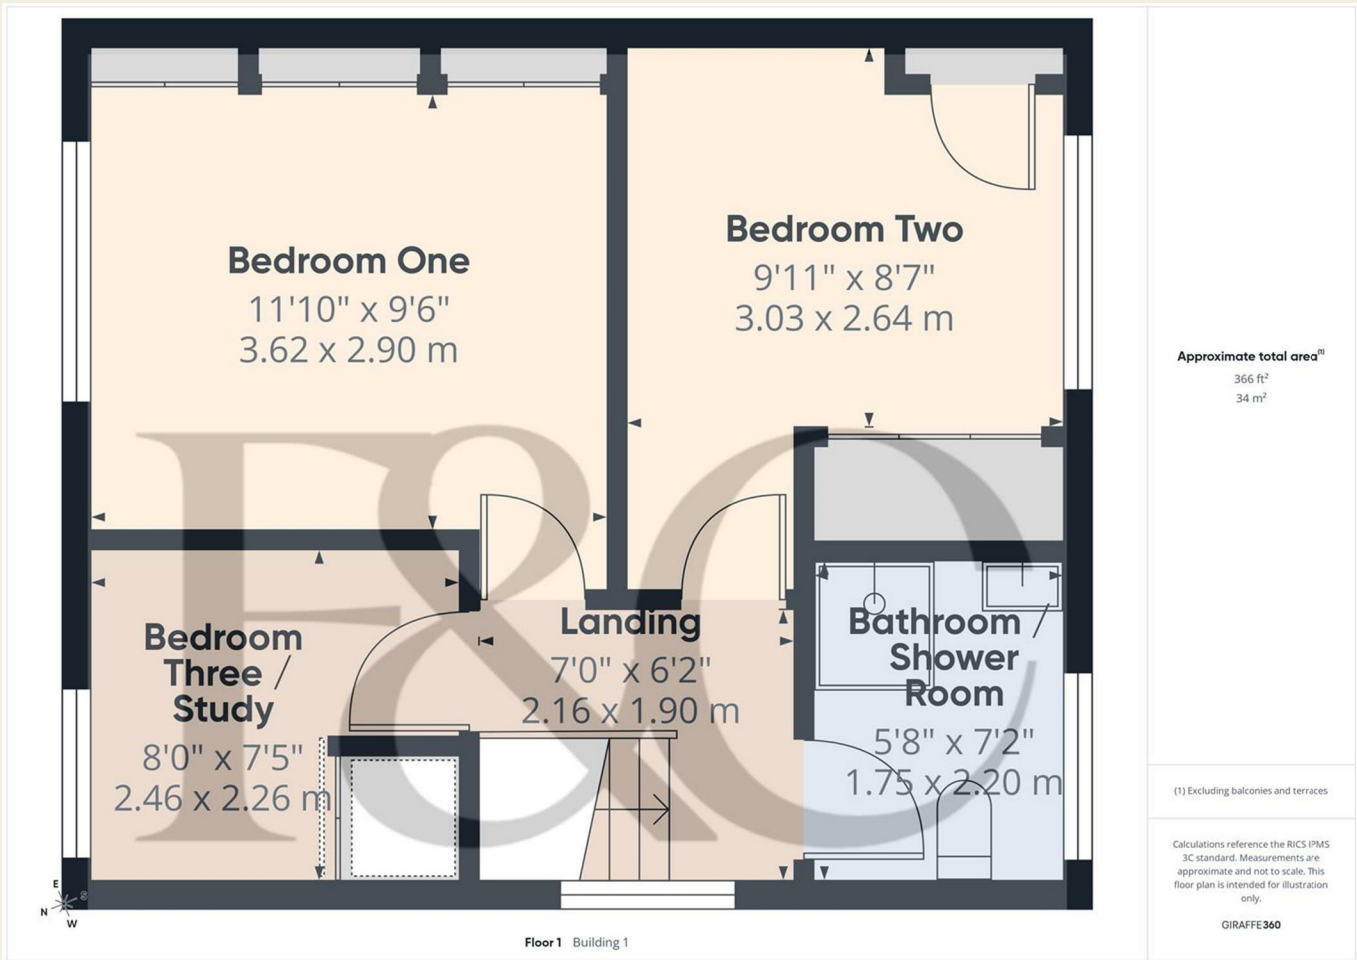 Bedroom One
11'10" x 9'6"
3.62 x 2.90 m
Bedroom Two
9'11" x 8'7"
3.03 x 2.64 m
Bedroom
Three /
Study
8'0" x 7'5"
2.46 x 2.26 m
Landing
7'0" x 6'2"
2.16 x 1.90 m
Bathroom /
Shower
Room
5'8" x 7'2"
1.75 x 2.20 m
F&C
E
N
W
Floor 1 Building 1
Approximate total area(1)
366 ft²
34 m²
(1) Excluding balconies and terraces
Calculations reference the RICS IPMS
3C standard. Measurements are
approximate and not to scale. This
floor plan is intended for illustration
only.
GIRAFFE360